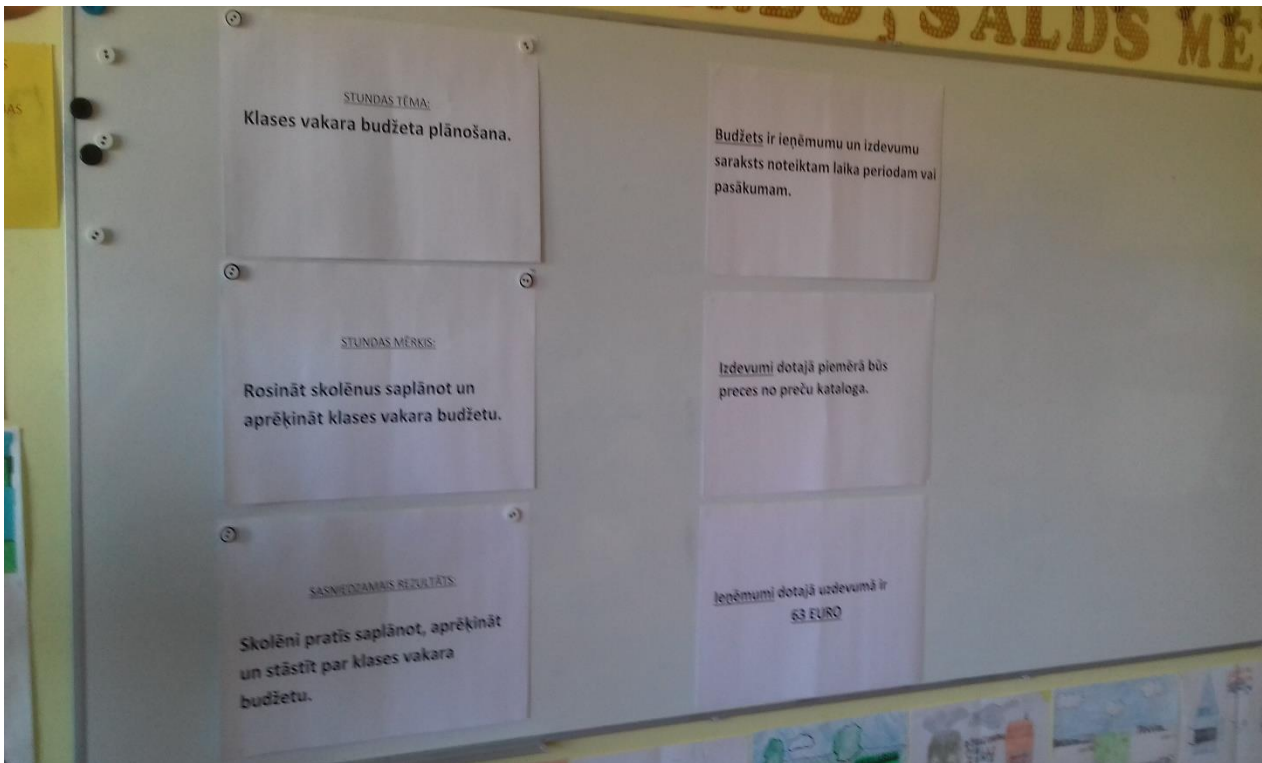 SALDS
STUNDAS TĒMA:
Klases vakara budžeta plānošana.
STUNDAS MĒRĶIS:
Rosināt skolēnus saplānot un
aprēķināt klases vakara budžetu.
SASNIEDZAMAIS REZULTĀTS:
Skolēni pratīs saplānot, aprēķināt
un stāstīt par klases vakara
budžetu.
Budžets ir ieņēmumu un izdevumu
saraksts noteiktam laika periodam vai
pasākumam.
Izdevumi dotajā piemērā būs
preces no preču kataloga.
Ieņēmumi dotajā uzdevumā ir
63 EURO